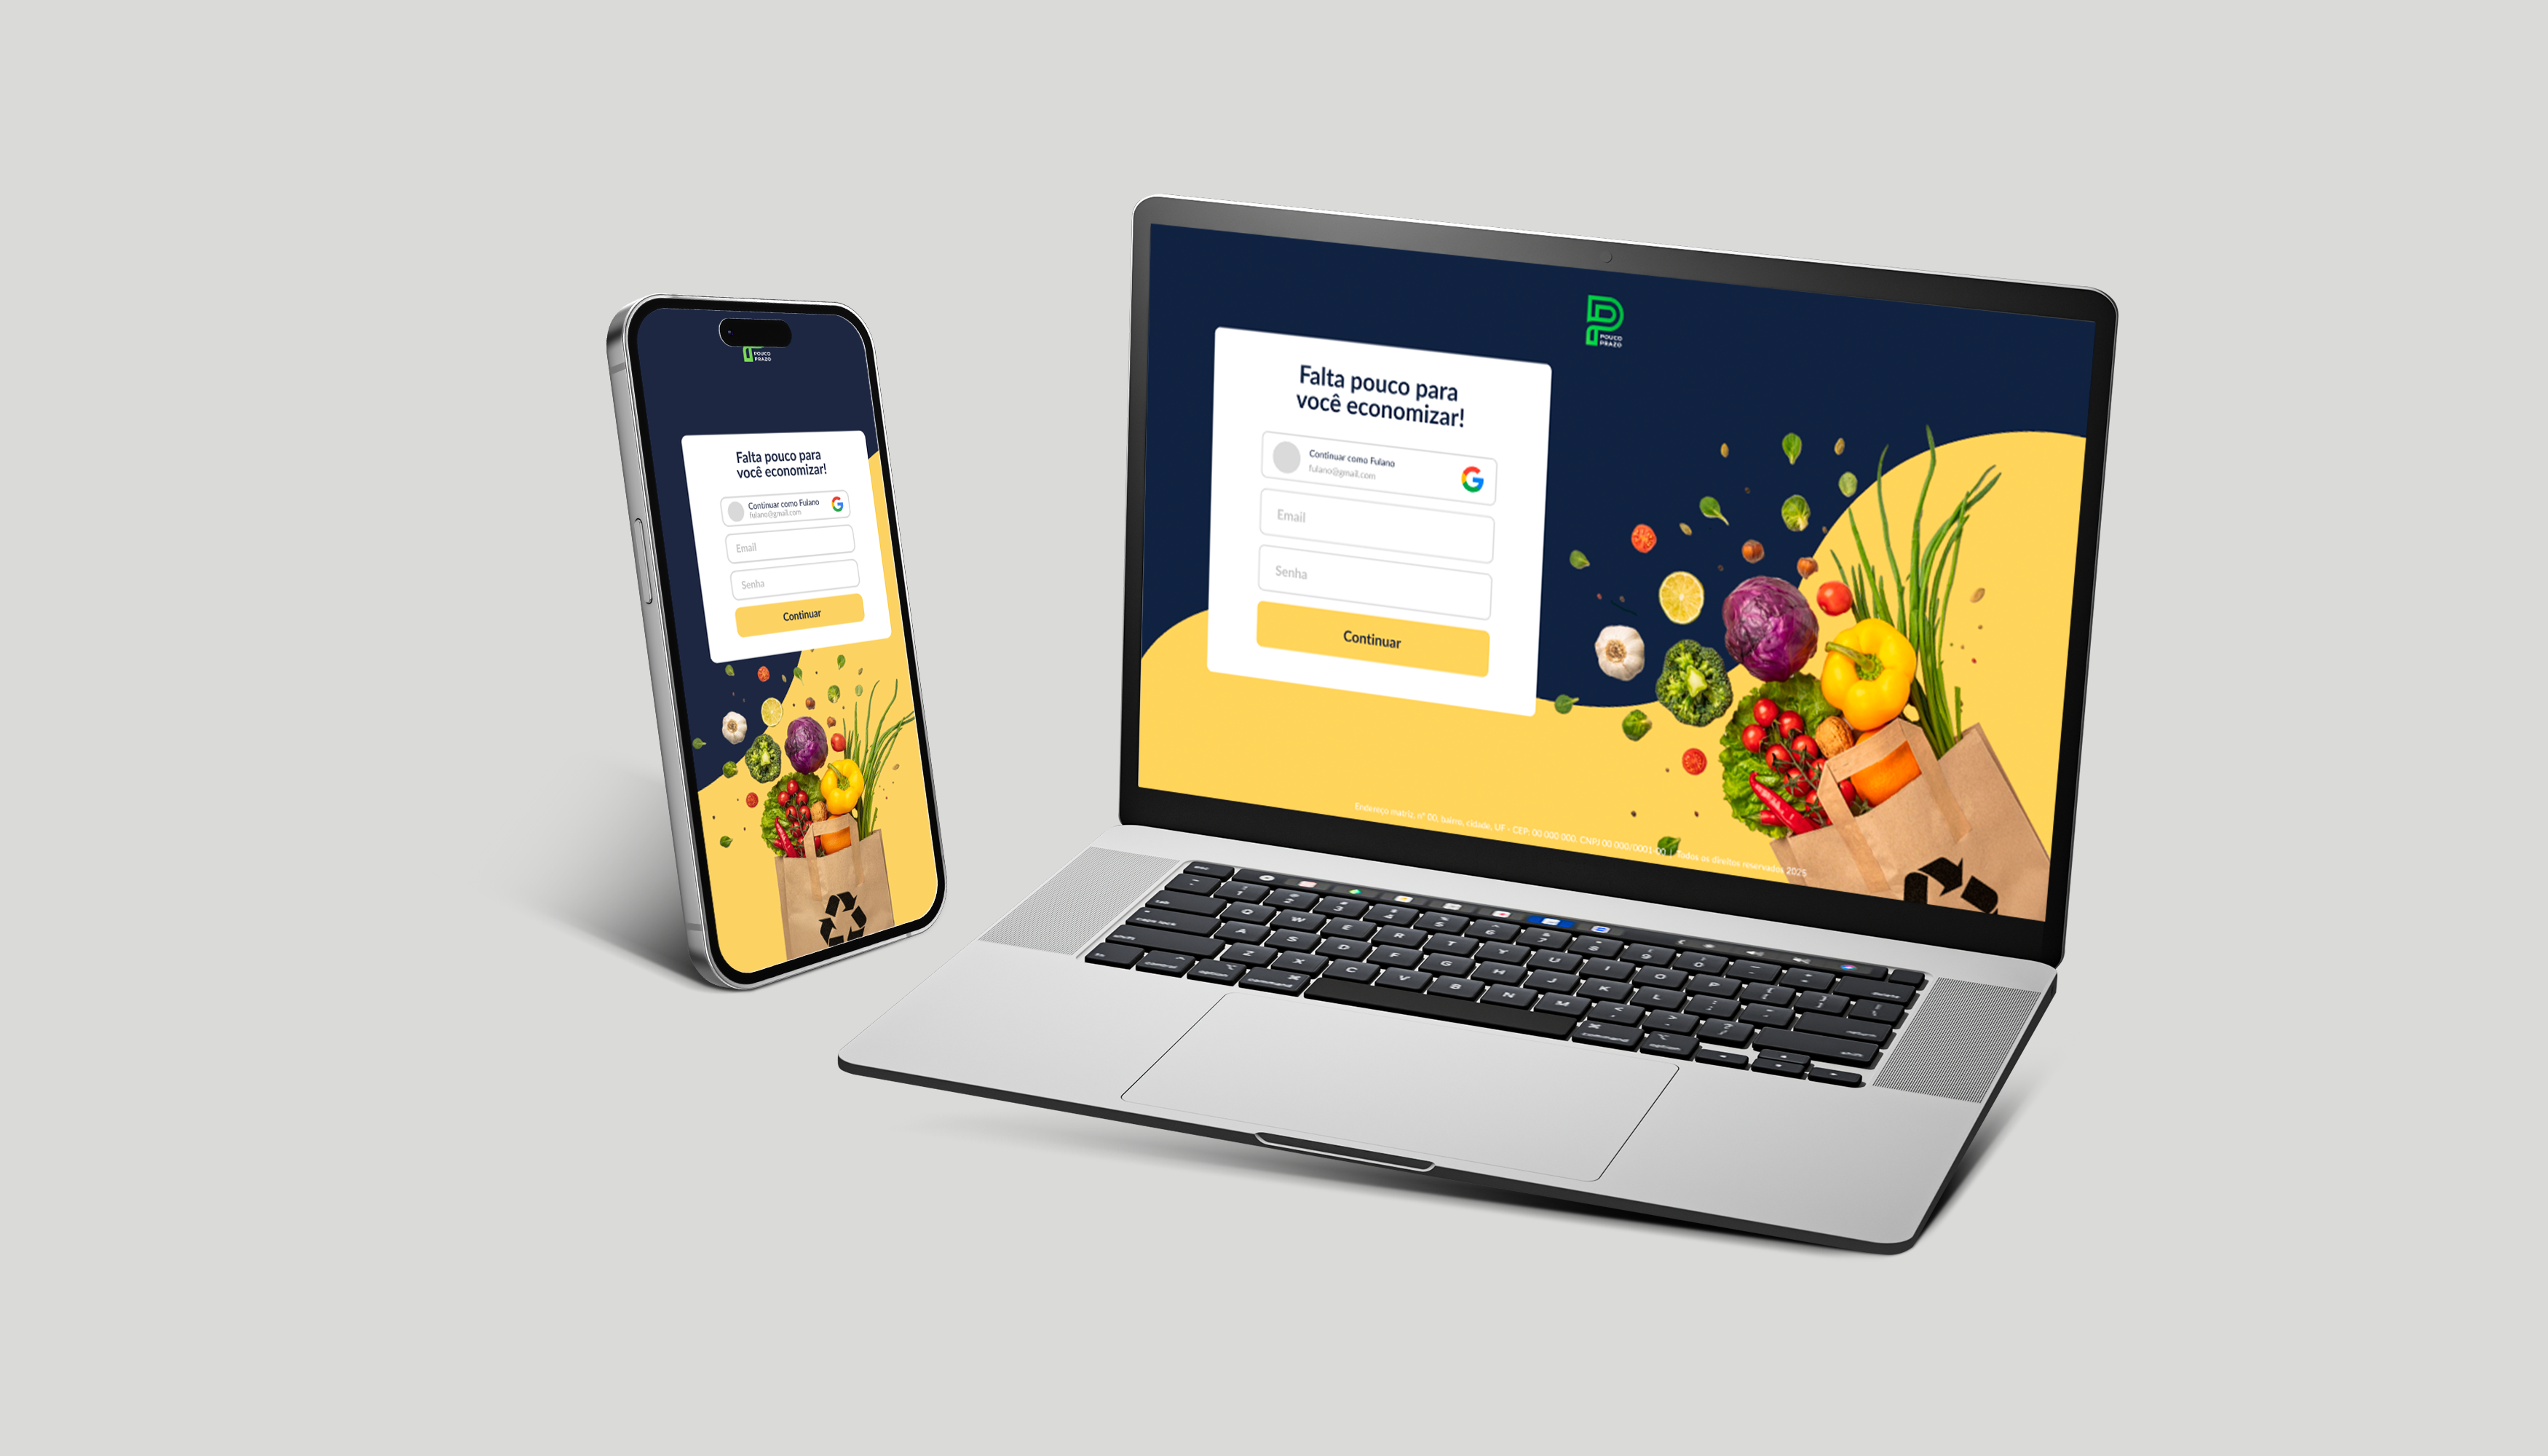 POUCO
PRAZO
Falta pouco para
você economizar!
Continuar como Fulano
fulano@gmail.com
Email
Senha
Continuar
POUCO
PRAZO
Falta pouco para
você economizar!
Continuar como Fulano
fulano@gmail.com
Email
Senha
Continuar
Endereço matriz, nº 00, bairro, cidade, UF - CEP: 00 000 000. CNPJ 00 000/0001-00 | Todos os direitos reservados 2025
Q W E R T Y U I O P
A S D F G H J K L
Z X C V B N M